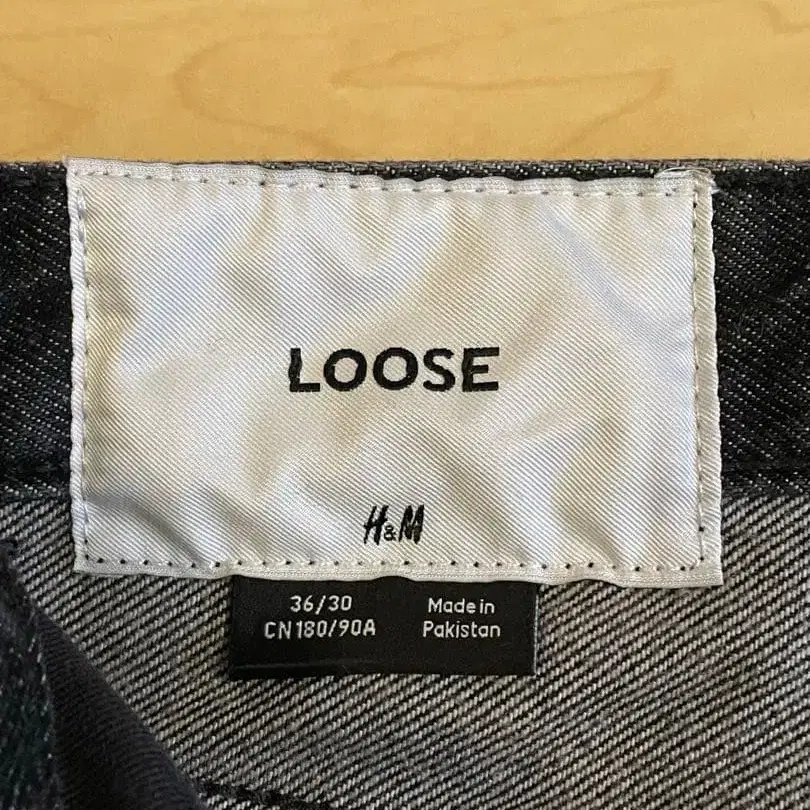 LOOSE
H&M
36/30
CN180/90A
Made in
Pakistan